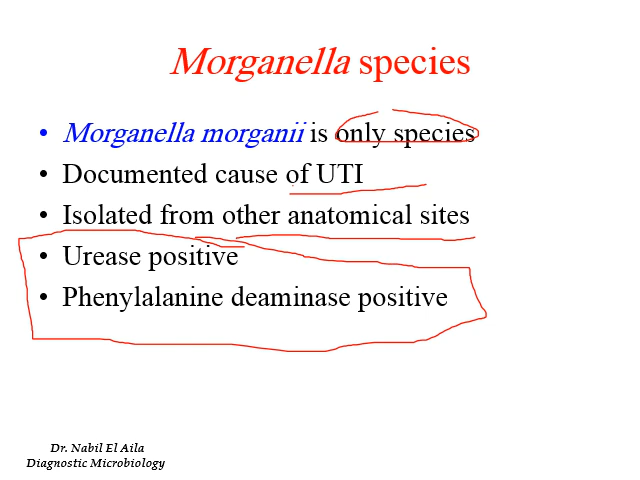 Morganella species
• Morganella morganii is only species
• Documented cause of UTI
• Isolated from other anatomical sites
• Urease positive
• Phenylalanine deaminase positive
Dr. Nabil El Aila
Diagnostic Microbiology